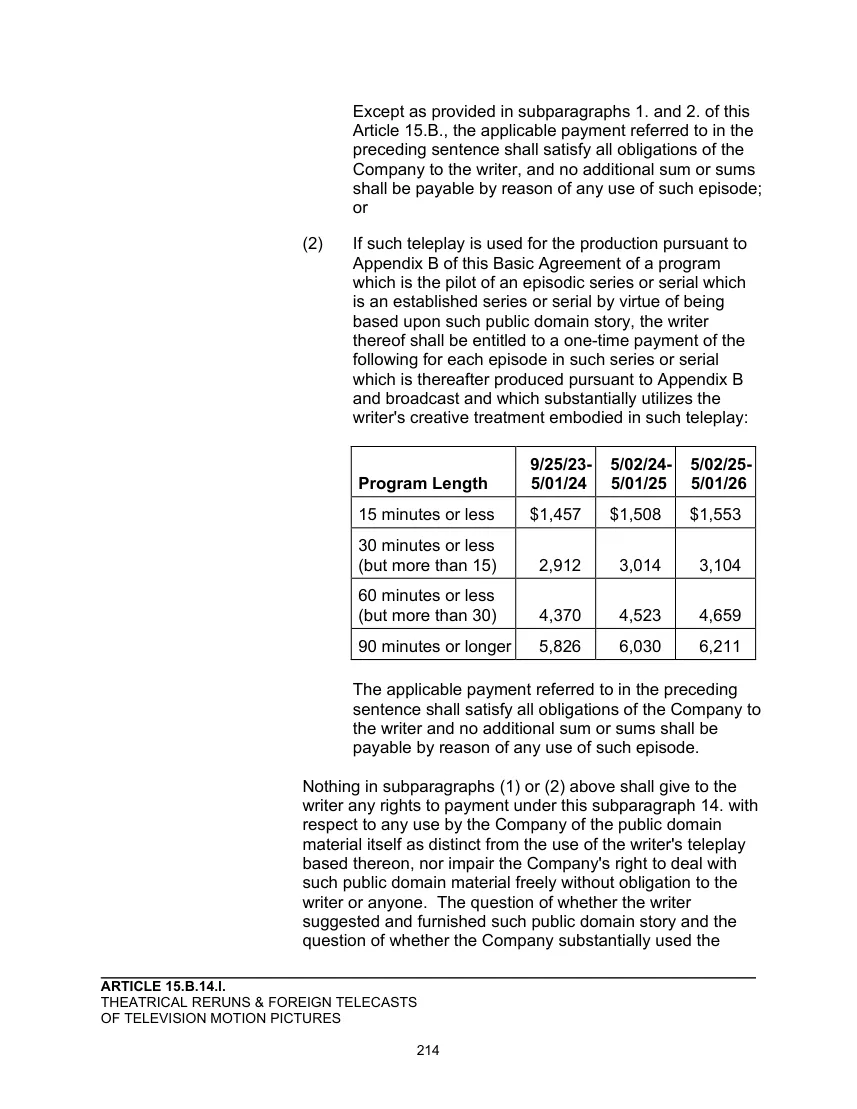 Except as provided in subparagraphs 1. and 2. of this
Article 15.B., the applicable payment referred to in the
preceding sentence shall satisfy all obligations of the
Company to the writer, and no additional sum or sums
shall be payable by reason of any use of such episode;
or
(2) If such teleplay is used for the production pursuant to
Appendix B of this Basic Agreement of a program
which is the pilot of an episodic series or serial which
is an established series or serial by virtue of being
based upon such public domain story, the writer
thereof shall be entitled to a one-time payment of the
following for each episode in such series or serial
which is thereafter produced pursuant to Appendix B
and broadcast and which substantially utilizes the
writer's creative treatment embodied in such teleplay:
9/25/23- 5/02/24- 5/02/25-
Program Length 5/01/24 5/01/25 5/01/26
15 minutes or less $1,457 $1,508 $1,553
30 minutes or less
(but more than 15) 2,912 3,014 3,104
60 minutes or less
(but more than 30) 4,370 4,523 4,659
90 minutes or longer 5,826 6,030 6,211
The applicable payment referred to in the preceding
sentence shall satisfy all obligations of the Company to
the writer and no additional sum or sums shall be
payable by reason of any use of such episode.
Nothing in subparagraphs (1) or (2) above shall give to the
writer any rights to payment under this subparagraph 14. with
respect to any use by the Company of the public domain
material itself as distinct from the use of the writer's teleplay
based thereon, nor impair the Company's right to deal with
such public domain material freely without obligation to the
writer or anyone.  The question of whether the writer
suggested and furnished such public domain story and the
question of whether the Company substantially used the
ARTICLE 15.B.14.l.
THEATRICAL RERUNS & FOREIGN TELECASTS
OF TELEVISION MOTION PICTURES
214